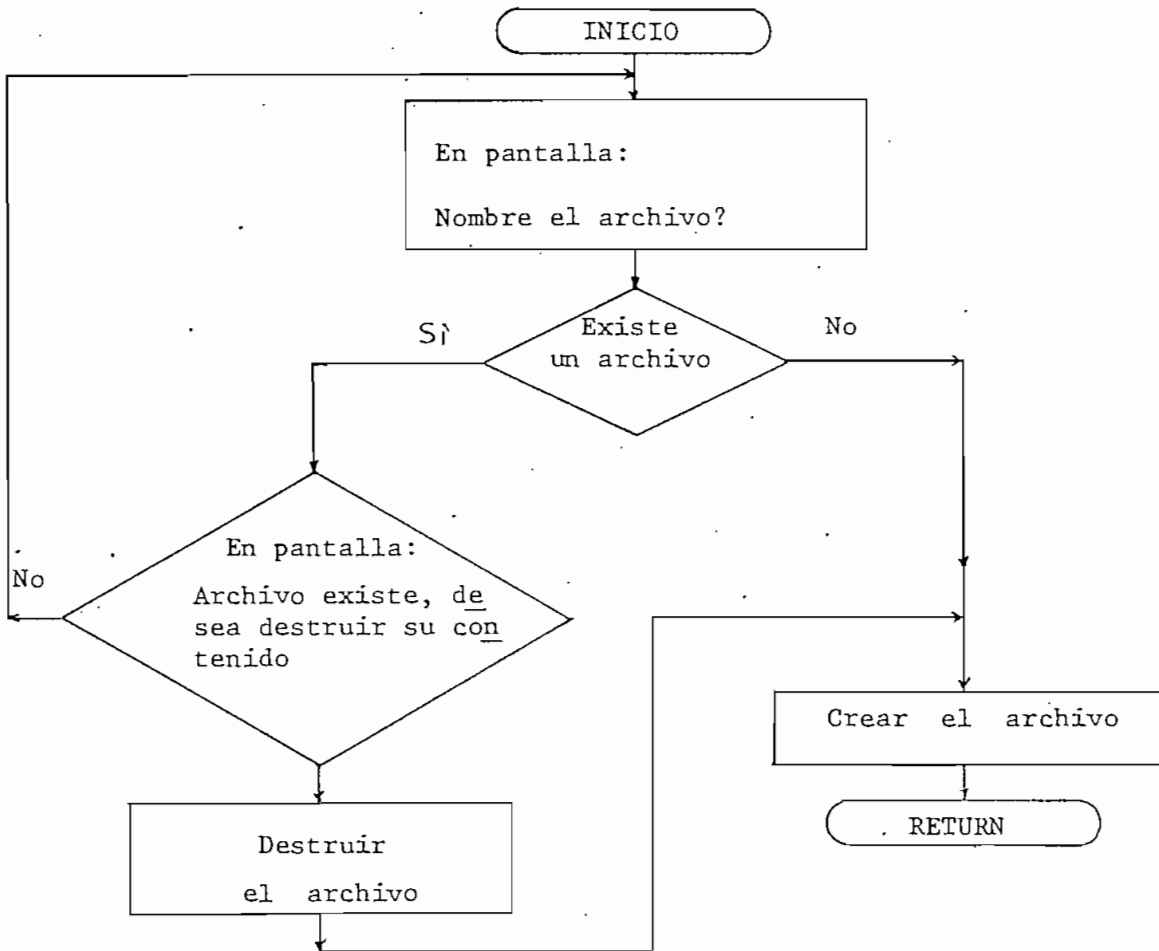 INICIO
En pantalla:
Nombre el archivo?
Existe
un archivo
Sì
No
En pantalla:
Archivo existe, de
sea destruir su con
tenido
No
Crear el archivo
RETURN
Destruir
el archivo